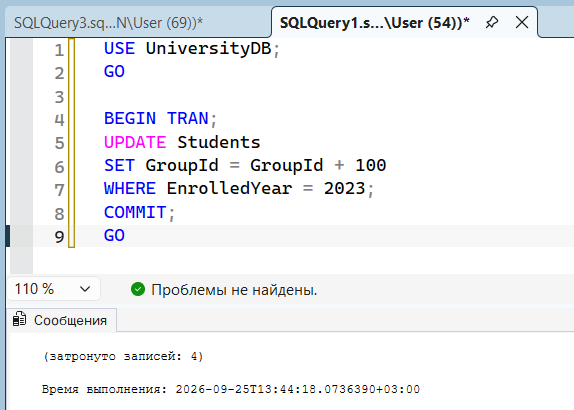 SQLQuery3.sq...N\User (69))*
SQLQuery1.s...\User (54))*
1 USE UniversityDB;
2 GO
3
4 BEGIN TRAN;
5 UPDATE Students
6 SET GroupId = GroupId + 100
7 WHERE EnrolledYear = 2023;
8 COMMIT;
9 GO
110 %
Проблемы не найдены.
Сообщения
(затронуто записей: 4)
Время выполнения: 2026-09-25T13:44:18.0736390+03:00